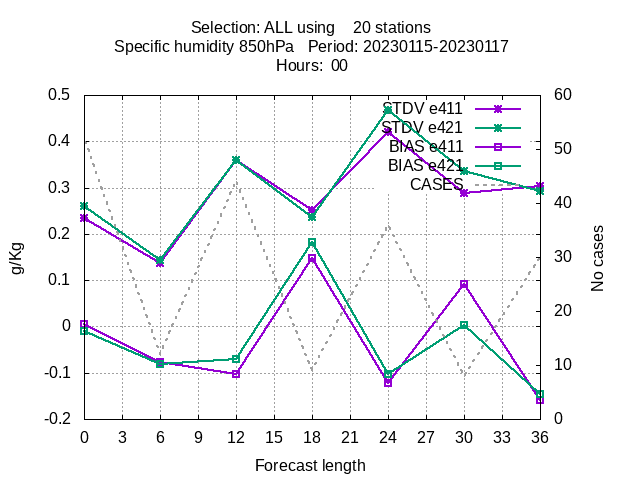 Selection: ALL using    20 stations
Specific humidity 850hPa   Period: 20230115-20230117
Hours:  00
0.5
0.4
0.3
0.2
0.1
0
-0.1
-0.2
g/Kg
STDV e411
STDV e421
BIAS e411
BIAS e421
CASES
60
50
40
30
20
10
0
No cases
0 3 6 9 12 15 18 21 24 27 30 33 36
Forecast length